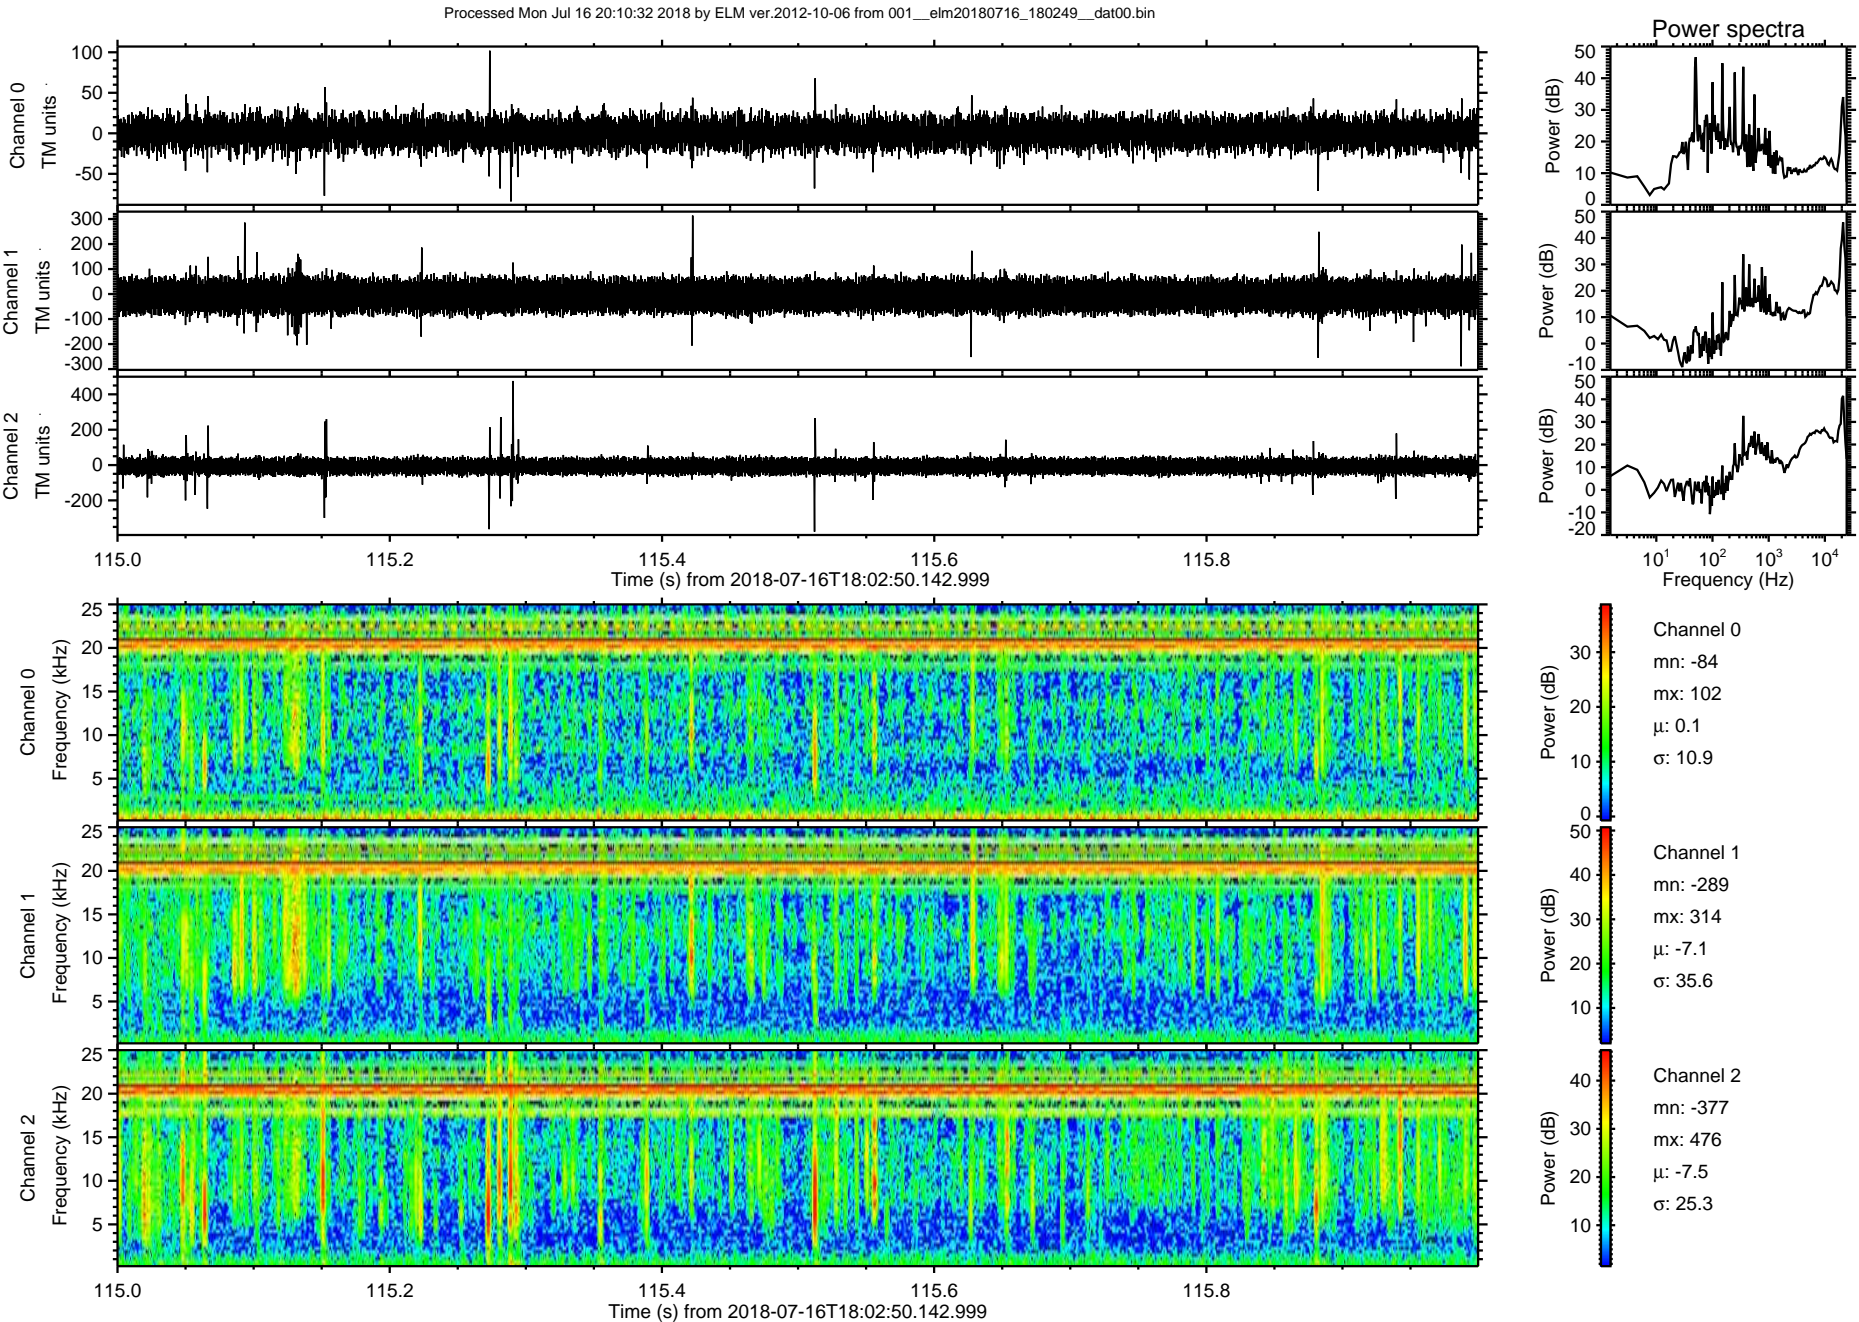 Processed Mon Jul 16 20:10:32 2018 by ELM ver.2012-10-06 from 001__elm20180716_180249__dat00.bin
Power spectra
Channel 0
TM units
100
50
0
-50
Power (dB)
50
40
30
20
10
0
Channel 1
TM units
300
200
100
0
-100
-200
-300
Power (dB)
50
40
30
20
10
0
-10
Channel 2
TM units
400
200
0
-200
Power (dB)
50
40
30
20
10
0
-10
-20
115.0 115.2 115.4 115.6 115.8
Time (s) from 2018-07-16T18:02:50.142.999
10¹ 10² 10³ 10⁴
Frequency (Hz)
Channel 0
Frequency (kHz)
25
20
15
10
5
Power (dB)
30
20
10
0
Channel 0
mn: -84
mx: 102
μ: 0.1
σ: 10.9
Channel 1
Frequency (kHz)
25
20
15
10
5
Power (dB)
50
40
30
20
10
Channel 1
mn: -289
mx: 314
μ: -7.1
σ: 35.6
Channel 2
Frequency (kHz)
25
20
15
10
5
Power (dB)
40
30
20
10
Channel 2
mn: -377
mx: 476
μ: -7.5
σ: 25.3
115.0 115.2 115.4 115.6 115.8
Time (s) from 2018-07-16T18:02:50.142.999